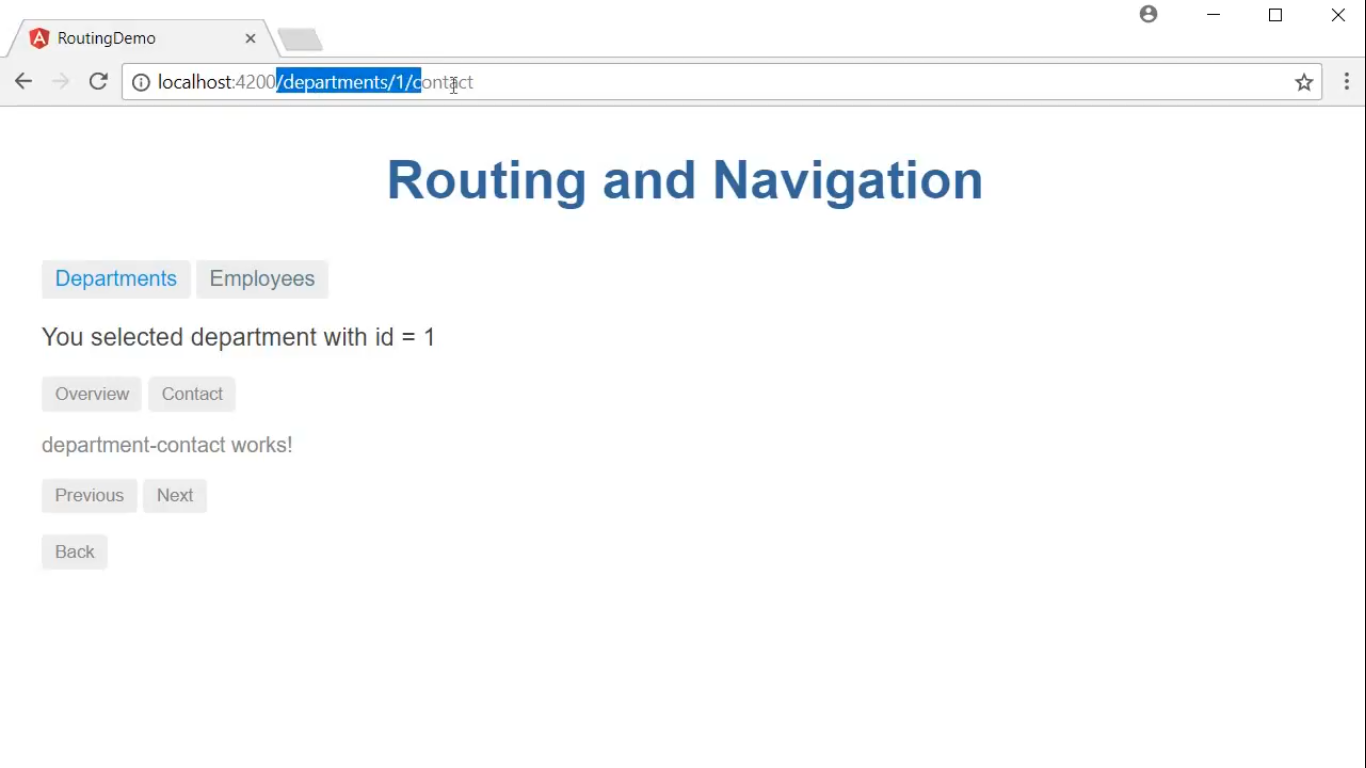 RoutingDemo
localhost:4200/departments/1/contact
Routing and Navigation
Departments Employees
You selected department with id = 1
Overview Contact
department-contact works!
Previous Next
Back